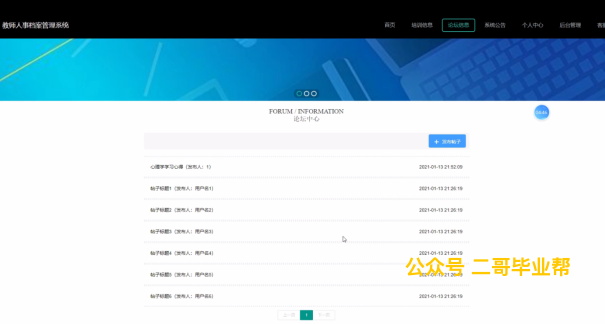 教师人事档案管理系统
首页 培训信息 论坛信息 系统公告 个人中心 后台管理
FORUM / INFORMATION
论坛中心
+ 发布帖子
心理学学习心得（发布人：1） 2021-01-13 21:52:05
帖子标题1（发布人：用户名1） 2021-01-13 21:26:19
帖子标题2（发布人：用户名2） 2021-01-13 21:26:19
帖子标题3（发布人：用户名3） 2021-01-13 21:26:19
帖子标题4（发布人：用户名4） 2021-01-13 21:26:19
帖子标题5（发布人：用户名5） 2021-01-13 21:26:19
帖子标题6（发布人：用户名6） 2021-01-13 21:26:19
公众号 二哥毕业帮
上一页 1 下一页